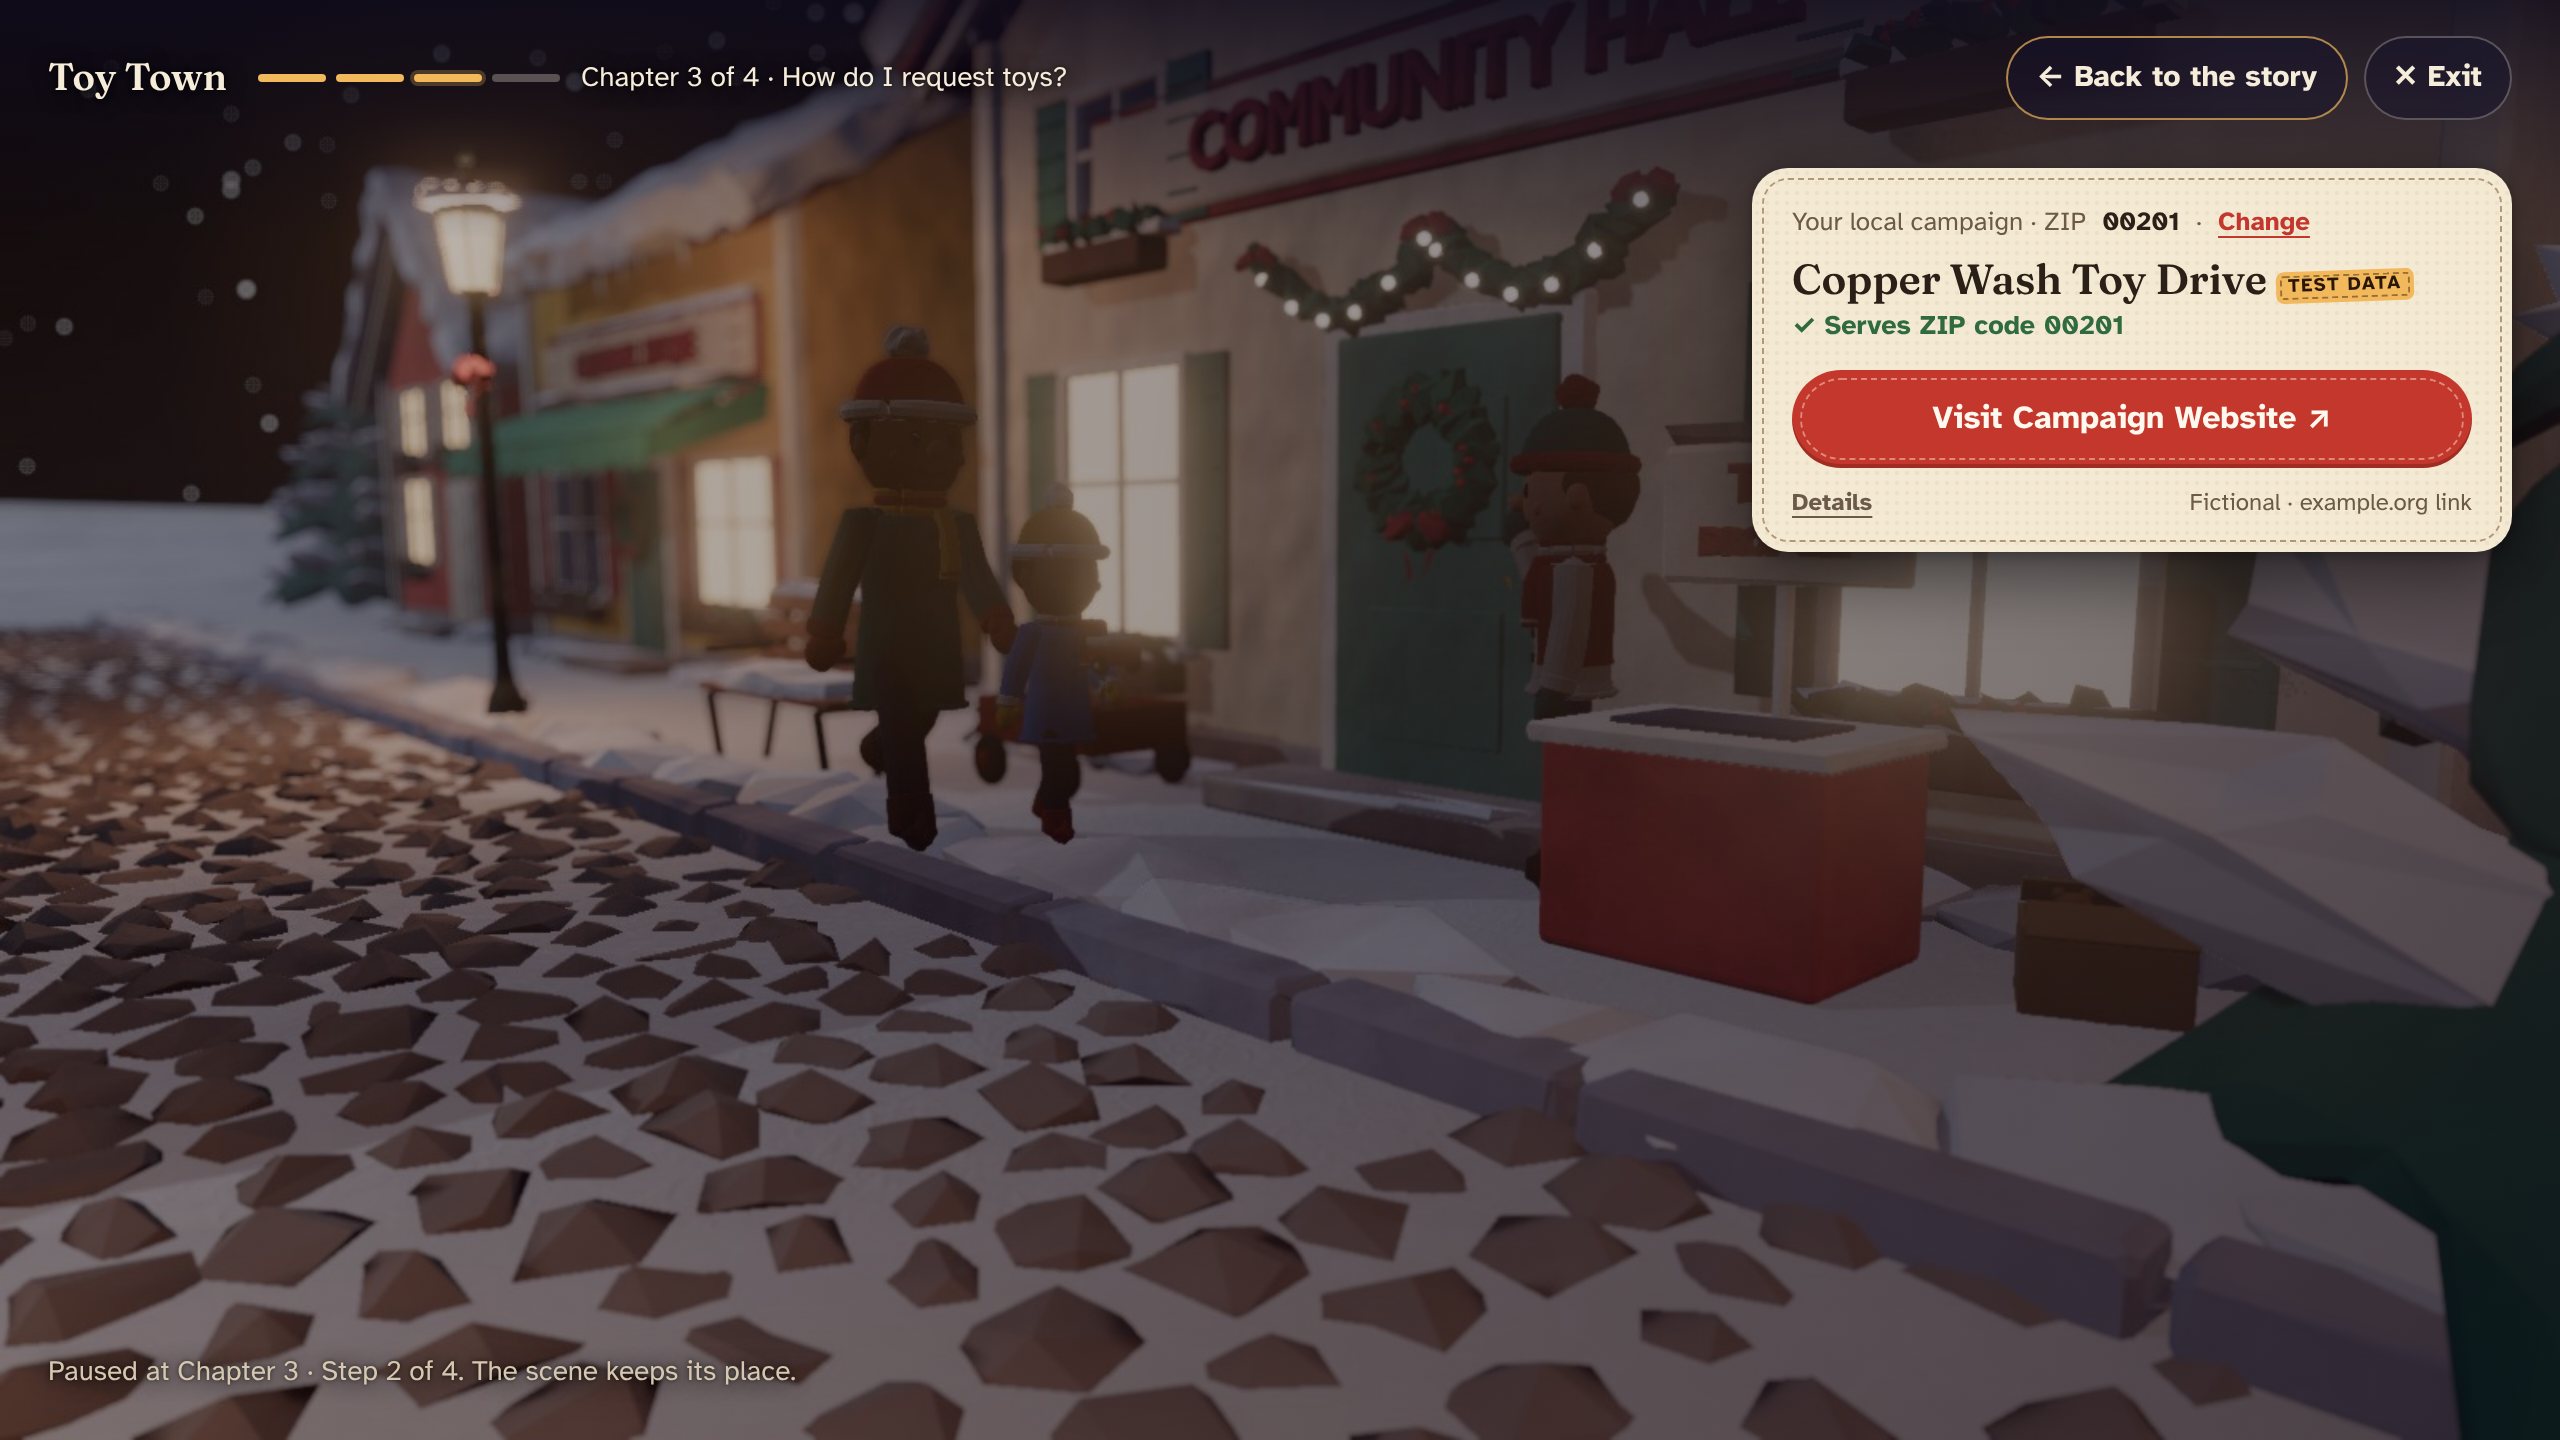 Toy Town
Chapter 3 of 4 · How do I request toys?
← Back to the story
✕ Exit
COMMUNITY HALL
Your local campaign · ZIP 00201 · Change
Copper Wash Toy Drive TEST DATA
✓ Serves ZIP code 00201
Visit Campaign Website ↗
Details
Fictional · example.org link
Paused at Chapter 3 · Step 2 of 4. The scene keeps its place.